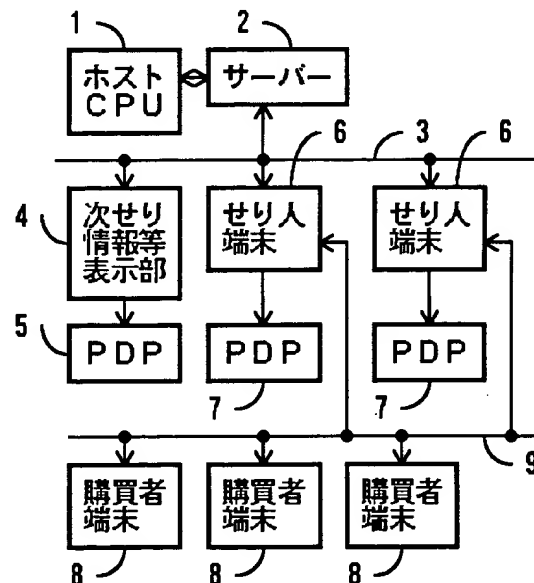 1
2
ホスト
CPU
サーバー
6
3
6
4
次せり
情報等
表示部
せり人
端末
せり人
端末
5
PDP
PDP
PDP
7
7
9
購買者
端末
購買者
端末
購買者
端末
8
8
8